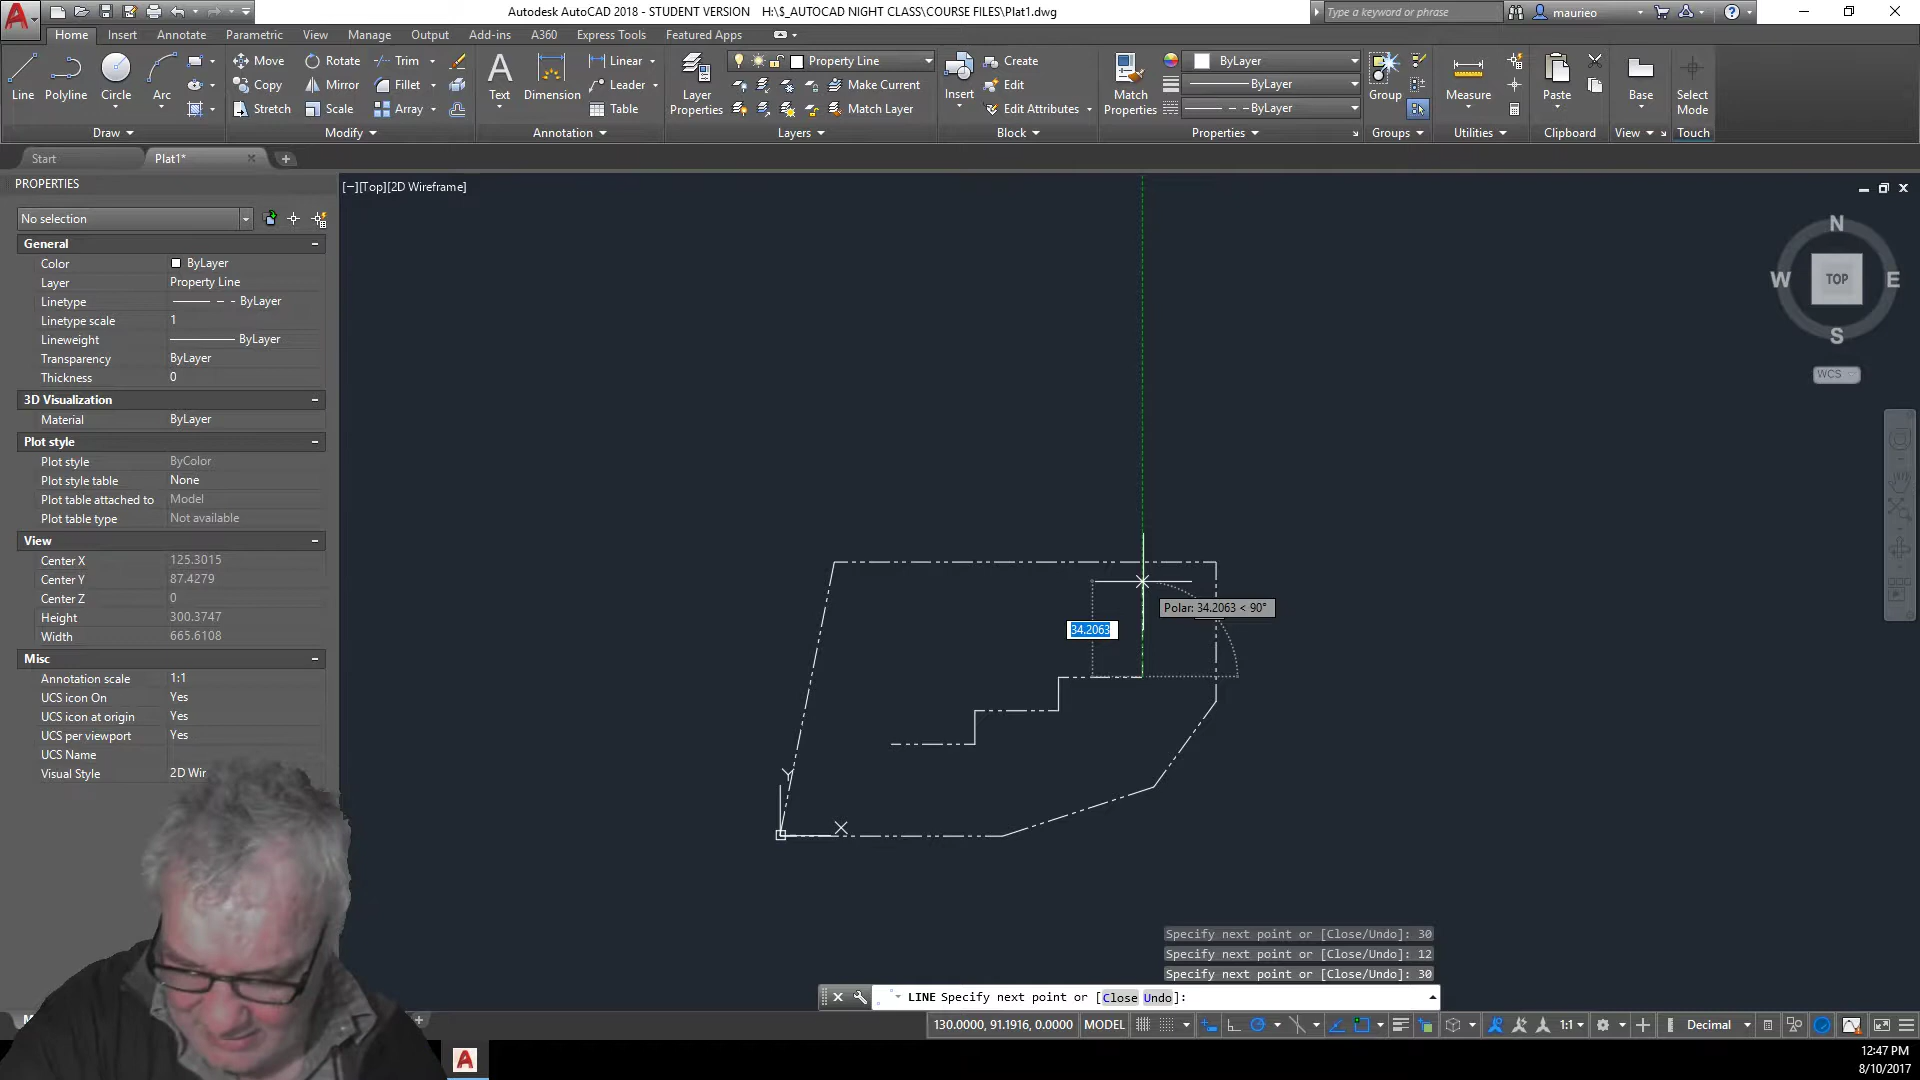 Autodesk AutoCAD 2018 - STUDENT VERSION H:\$_AUTOCAD NIGHT CLASS\COURSE FILES\Plat1.dwg
Type a keyword or phrase
maurieo
Home Insert Annotate Parametric View Manage Output Add-ins A360 Express Tools Featured Apps
Line Polyline Circle Arc
Draw
Move Rotate Trim
Copy Mirror Fillet
Stretch Scale Array
Modify
Text Dimension
Linear
Leader
Table
Annotation
Layer Properties
Property Line
Make Current
Match Layer
Layers
Insert
Create
Edit
Edit Attributes
Block
Match Properties
ByLayer
ByLayer
ByLayer
Properties
Group
Groups
Measure
Utilities
Paste
Clipboard
Base
View
Select Mode
Touch
Start Plat1*
PROPERTIES
No selection
General
Color ByLayer
Layer Property Line
Linetype ByLayer
Linetype scale 1
Lineweight ByLayer
Transparency ByLayer
Thickness 0
3D Visualization
Material ByLayer
Plot style
Plot style ByColor
Plot style table None
Plot table attached to Model
Plot table type Not available
View
Center X 125.3015
Center Y 87.4279
Center Z 0
Height 300.3747
Width 665.6108
Misc
Annotation scale 1:1
UCS icon On Yes
UCS icon at origin Yes
UCS per viewport Yes
UCS Name
Visual Style 2D Wir
[−][Top][2D Wireframe]
N
W TOP E
S
WCS
Polar: 34.2063 < 90°
34.2063
Y
X
Specify next point or [Close/Undo]: 30
Specify next point or [Close/Undo]: 12
Specify next point or [Close/Undo]: 30
LINE Specify next point or [Close Undo]:
130.0000, 91.1916, 0.0000 MODEL 1:1 Decimal
12:47 PM
8/10/2017